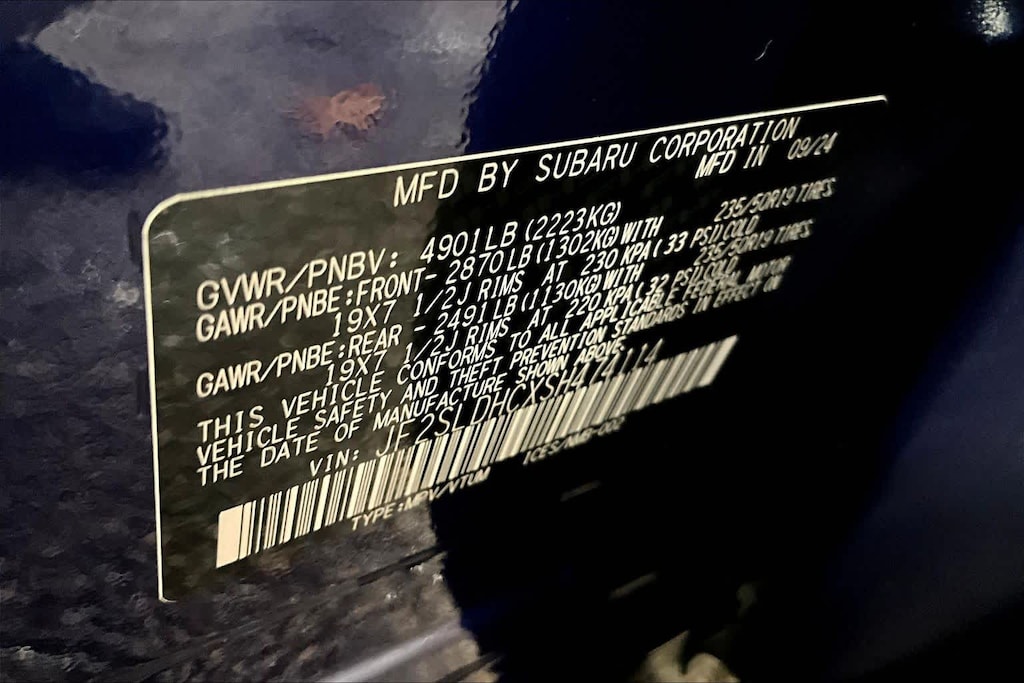 MFD BY SUBARU CORPORATION
MFD IN 09/24
GVWR/PNBV: 4901LB(2223KG)
GAWR/PNBE:FRONT- 2870LB(1302KG)WITH 235/50R19 TIRES
19X7 1/2J RIMS AT 230 KPA(33 PSI)COLD
GAWR/PNBE:REAR - 2491LB(1130KG)WITH 235/50R19 TIRES
19X7 1/2J RIMS AT 220 KPA(32 PSI)COLD
THIS VEHICLE CONFORMS TO ALL APPLICABLE FEDERAL MOTOR
VEHICLE SAFETY AND THEFT PREVENTION STANDARDS IN EFFECT ON
THE DATE OF MANUFACTURE SHOWN ABOVE.
VIN: JF2SLDHCXSH474114
TYPE:MPV/VTUM ICES/NMB-002